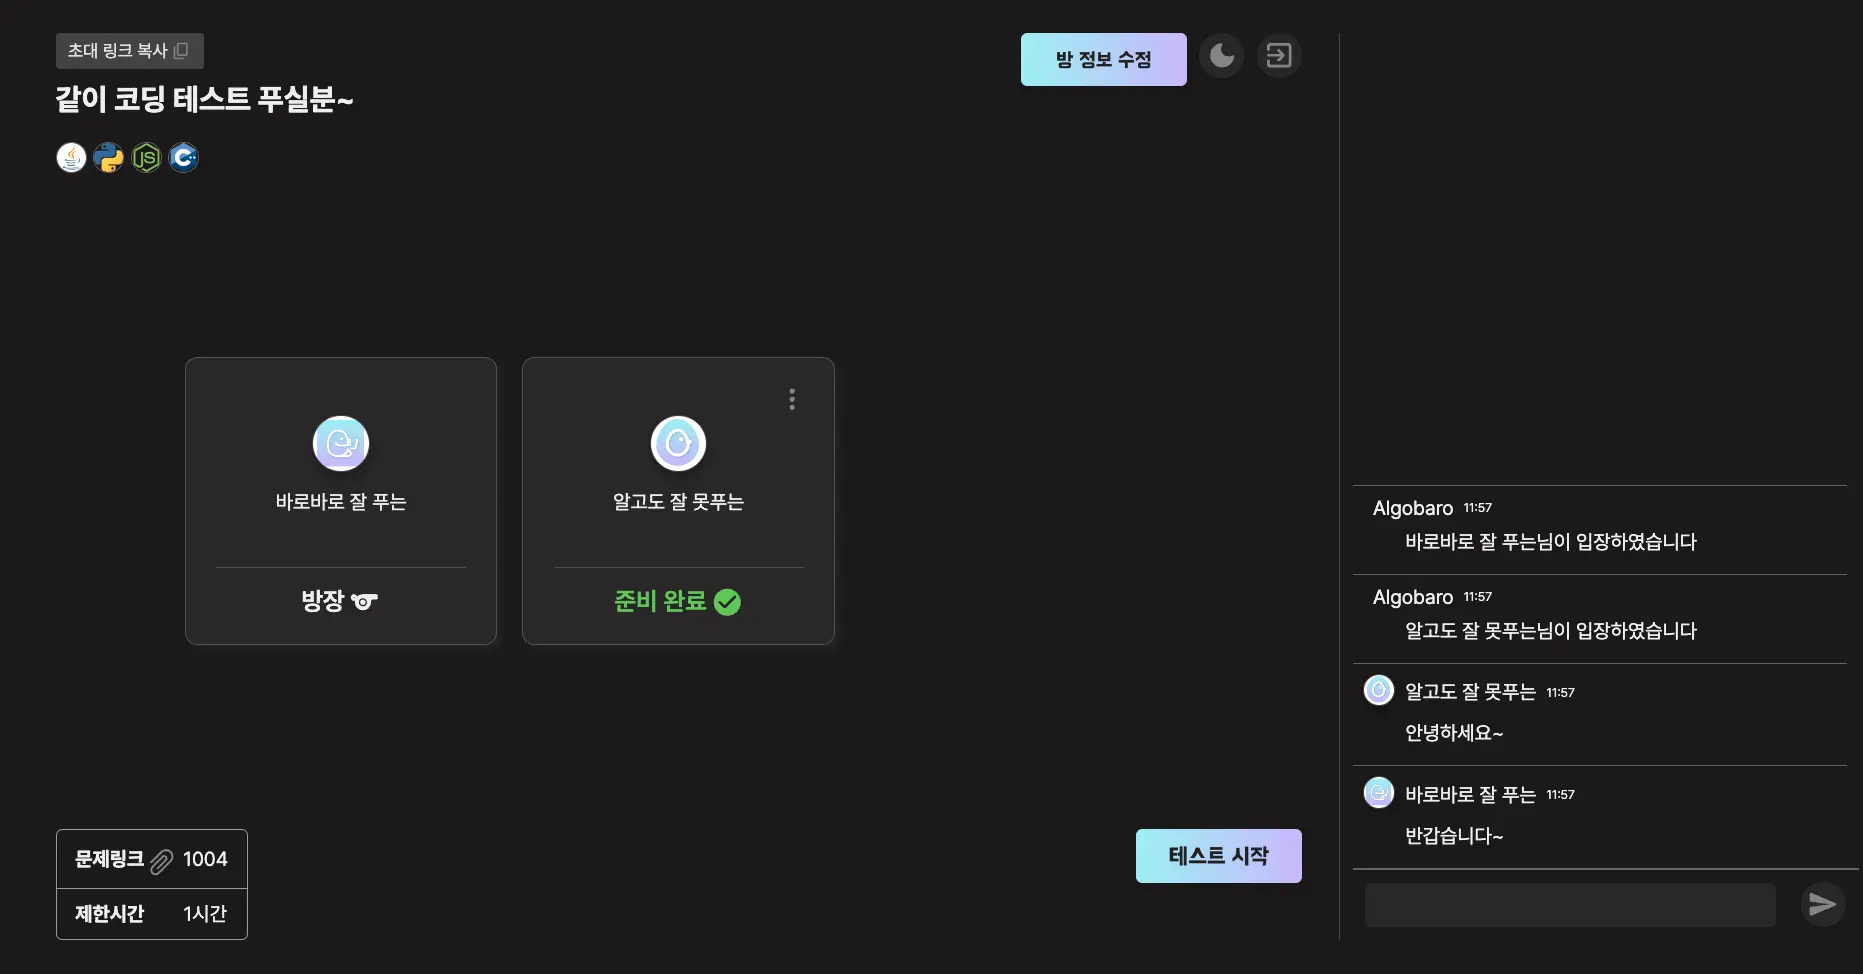 초대 링크 복사
같이 코딩 테스트 푸실분~
JS
C++
방 정보 수정
바로바로 잘 푸는
방장
알고도 잘 못푸는
준비 완료
문제링크 1004
제한시간 1시간
테스트 시작
Algobaro 11:57
바로바로 잘 푸는님이 입장하였습니다
Algobaro 11:57
알고도 잘 못푸는님이 입장하였습니다
알고도 잘 못푸는 11:57
안녕하세요~
바로바로 잘 푸는 11:57
반갑습니다~